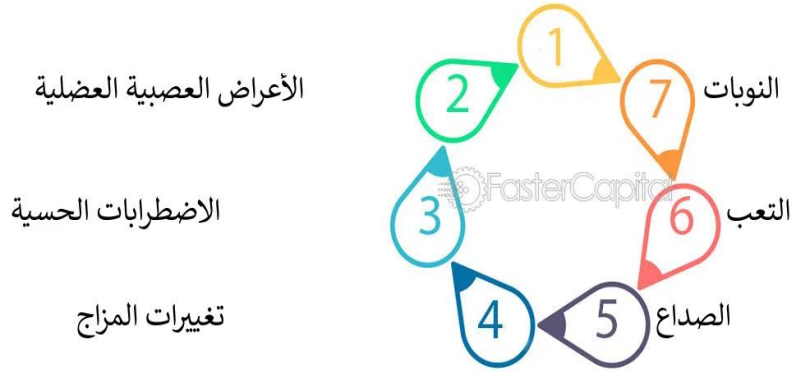 1
2
الأعراض العصبية العضلية
7
النوبات
3
الاضطرابات الحسية
6
التعب
FasterCapital
4
تغييرات المزاج
5
الصداع